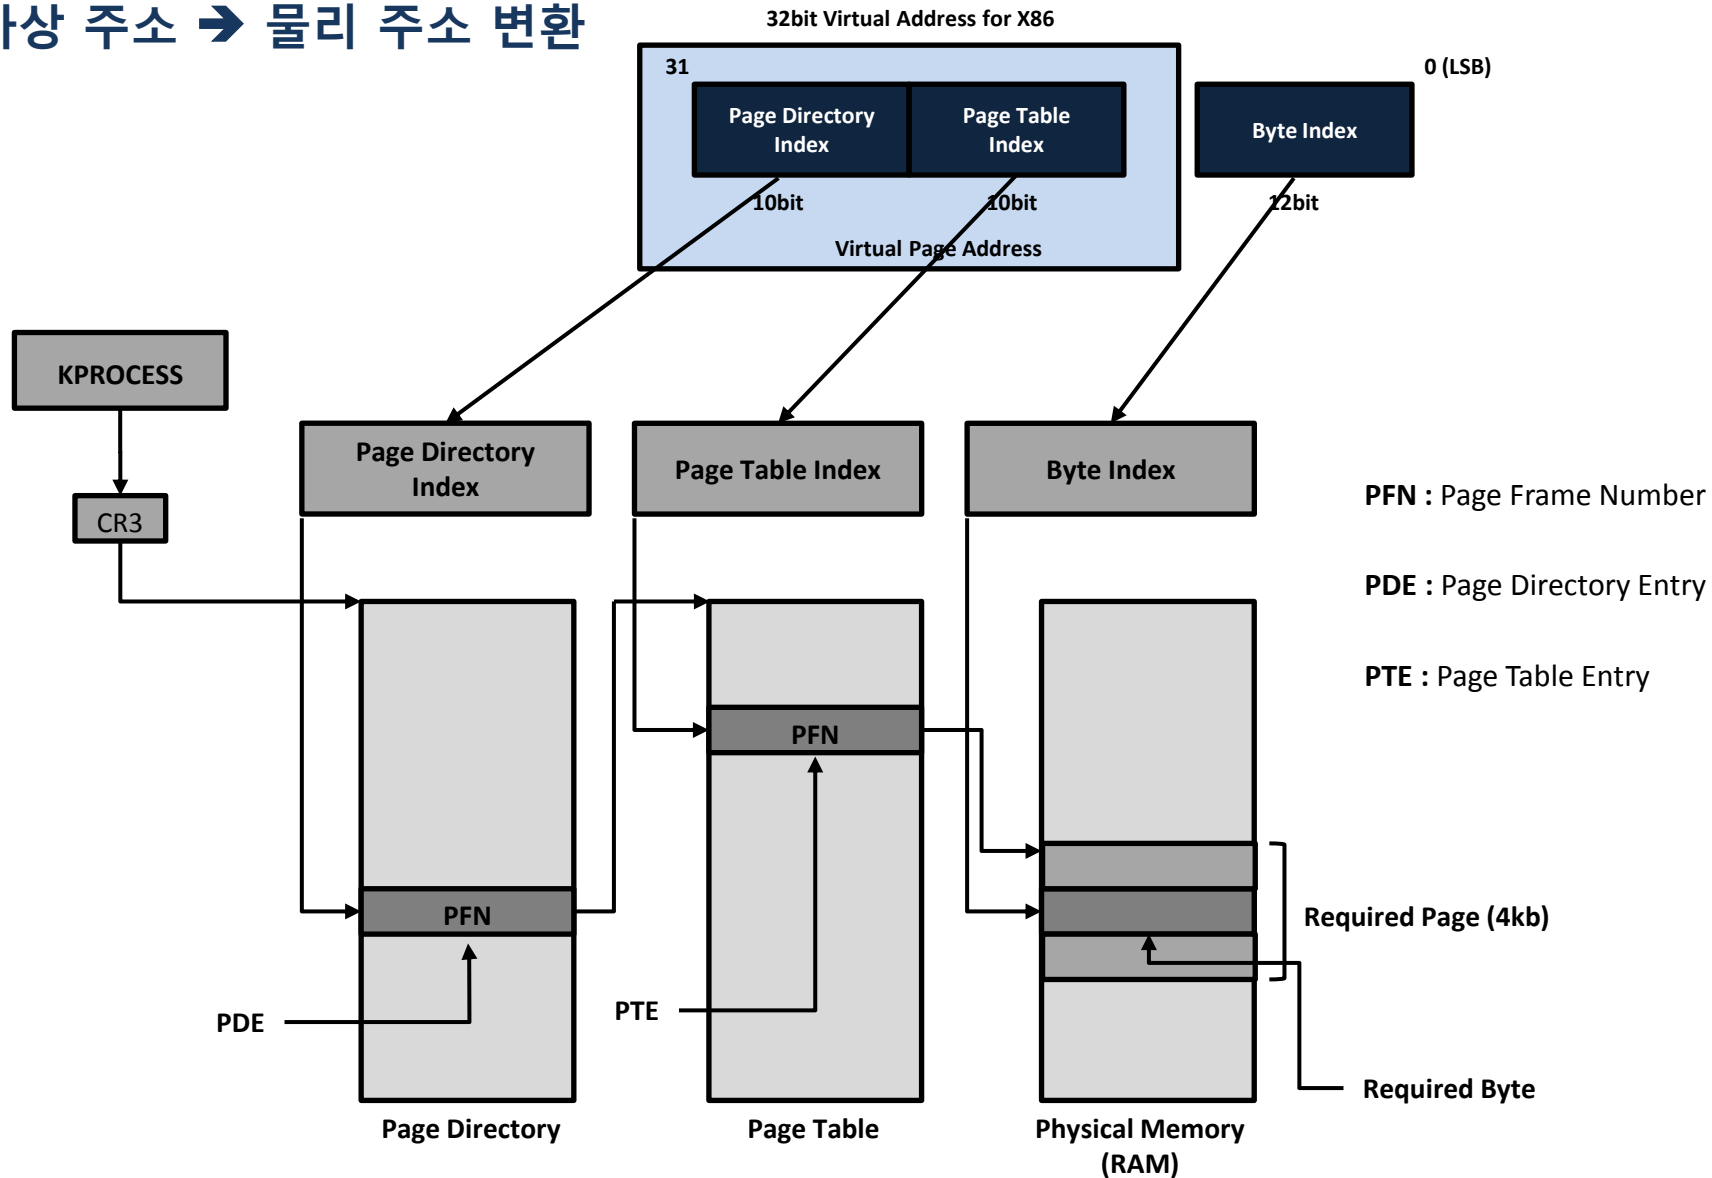 상 주소 ➔ 물리 주소 변환
32bit Virtual Address for X86
31
0 (LSB)
Page Directory
Index
Page Table
Index
Byte Index
10bit
10bit
12bit
Virtual Page Address
KPROCESS
CR3
Page Directory
Index
Page Table Index
Byte Index
PFN : Page Frame Number
PDE : Page Directory Entry
PTE : Page Table Entry
PFN
PFN
Required Page (4kb)
PDE
PTE
Required Byte
Page Directory
Page Table
Physical Memory
(RAM)